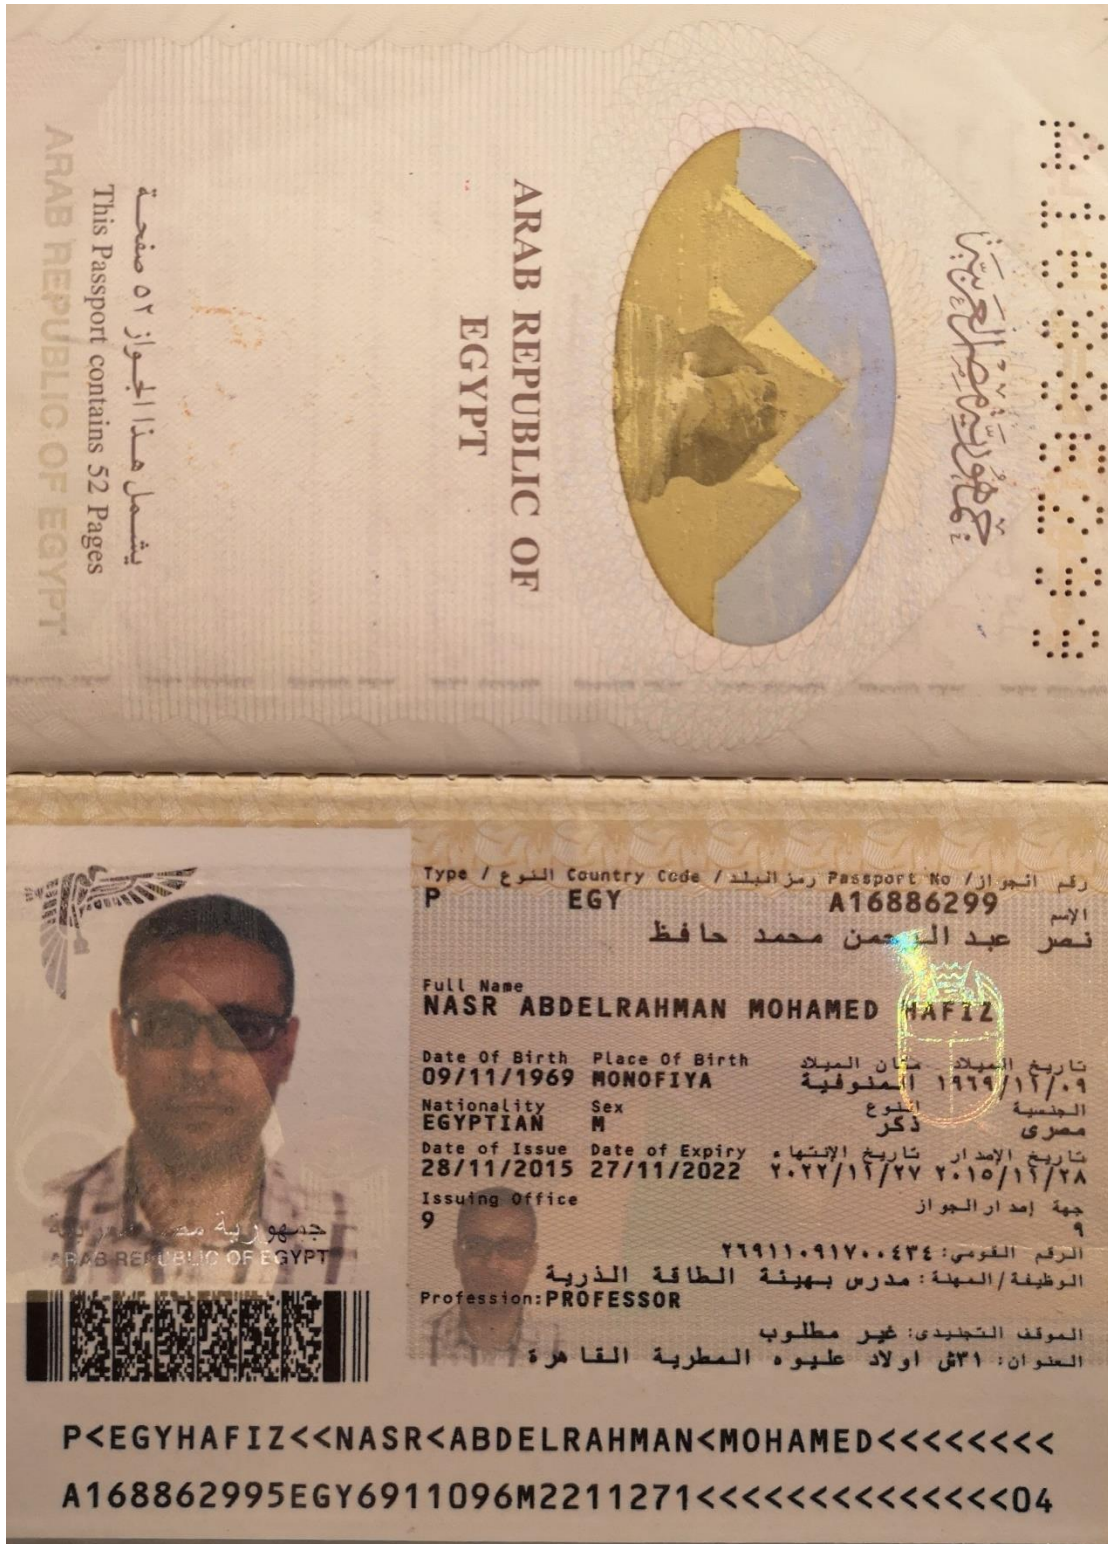 A16886299
جمهورية مصر العربية
ARAB REPUBLIC OF
EGYPT
يشمل هذا الجواز ٥٢ صفحة
This Passport contains 52 Pages
ARAB REPUBLIC OF EGYPT
Type / النوع Country Code / رمز البلد Passport No / رقم الجواز
P EGY A16886299
الإسم
نصر عبد الرحمن محمد حافظ
Full Name
NASR ABDELRAHMAN MOHAMED HAFIZ
Date Of Birth Place Of Birth مكان الميلاد تاريخ الميلاد
09/11/1969 MONOFIYA المنوفية ١٩٦٩/١١/٠٩
Nationality Sex النوع الجنسية
EGYPTIAN M ذكر مصرى
Date of Issue Date of Expiry تاريخ الإنتهاء تاريخ الإصدار
28/11/2015 27/11/2022 ٢٠٢٢/١١/٢٧ ٢٠١٥/١١/٢٨
Issuing Office جهة إصدار الجواز
9 ٩
الرقم القومي: ٢٦٩١١٠٩١٧٠٠٤٣٤
الوظيفة/المهنة: مدرس بهيئة الطاقة الذرية
Profession:PROFESSOR
الموقف التجنيدى: غير مطلوب
العنوان: ٣١ش اولاد عليوه المطرية القاهرة
جمهورية مصر العربية
ARAB REPUBLIC OF EGYPT
P<EGYHAFIZ<<NASR<ABDELRAHMAN<MOHAMED<<<<<<<<
A168862995EGY6911096M2211271<<<<<<<<<<<<<<04